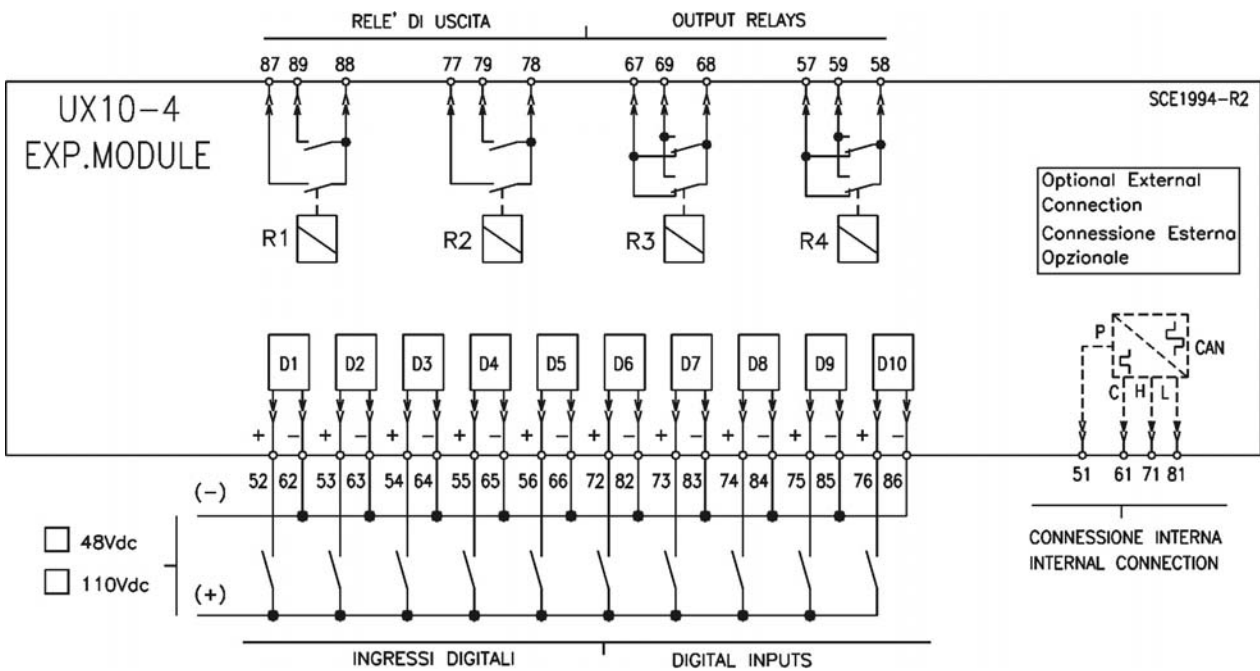 RELE' DI USCITA OUTPUT RELAYS
87 89 88 77 79 78 67 69 68 57 59 58
UX10-4
EXP.MODULE
SCE1994-R2
Optional External
Connection
Connessione Esterna
Opzionale
R1 R2 R3 R4
D1 D2 D3 D4 D5 D6 D7 D8 D9 D10
P CAN
C H L
+ − + − + − + − + − + − + − + − + − + −
52 62 53 63 54 64 55 65 56 66 72 82 73 83 74 84 75 85 76 86
51 61 71 81
(-)
48Vdc
110Vdc
(+)
CONNESSIONE INTERNA
INTERNAL CONNECTION
INGRESSI DIGITALI DIGITAL INPUTS